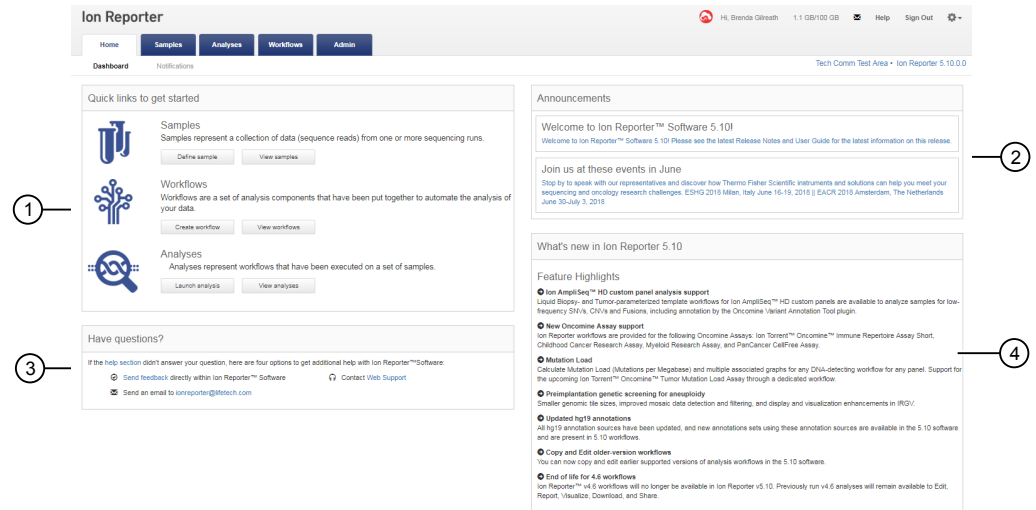 Ion Reporter
Hi, Brenda Gilreath 1.1 GB/100 GB Help Sign Out
Home Samples Analyses Workflows Admin
Dashboard Notifications
Tech Comm Test Area • Ion Reporter 5.10.0.0
Quick links to get started
Samples
Samples represent a collection of data (sequence reads) from one or more sequencing runs.
Define sample View samples
Workflows
Workflows are a set of analysis components that have been put together to automate the analysis of
your data.
Create workflow View workflows
1
Analyses
Analyses represent workflows that have been executed on a set of samples.
Launch analysis View analyses
Announcements
Welcome to Ion Reporter™ Software 5.10!
Welcome to Ion Reporter™ Software 5.10! Please see the latest Release Notes and User Guide for the latest information on this release.
2
Join us at these events in June
Stop by to speak with our representatives and discover how Thermo Fisher Scientific instruments and solutions can help you meet your
sequencing and oncology research challenges. ESHG 2018 Milan, Italy June 16-19, 2018 || EACR 2018 Amsterdam, The Netherlands
June 30-July 3, 2018
Have questions?
If the help section didn't answer your question, here are four options to get additional help with Ion Reporter™Software:
3
Send feedback directly within Ion Reporter™ Software Contact Web Support
Send an email to ionreporter@lifetech.com
What's new in Ion Reporter 5.10
Feature Highlights
Ion AmpliSeq™ HD custom panel analysis support
Liquid Biopsy- and Tumor-parameterized template workflows for Ion AmpliSeq™ HD custom panels are available to analyze samples for low-
frequency SNVs, CNVs and Fusions, including annotation by the Oncomine Variant Annotation Tool plugin.
New Oncomine Assay support
Ion Reporter workflows are provided for the following Oncomine Assays: Ion Torrent™ Oncomine™ Immune Repertoire Assay Short,
Childhood Cancer Research Assay, Myeloid Research Assay, and PanCancer CellFree Assay.
4
Mutation Load
Calculate Mutation Load (Mutations per Megabase) and multiple associated graphs for any DNA-detecting workflow for any panel. Support for
the upcoming Ion Torrent™ Oncomine™ Tumor Mutation Load Assay through a dedicated workflow.
Preimplantation genetic screening for aneuploidy
Smaller genomic tile sizes, improved mosaic data detection and filtering, and display and visualization enhancements in IRGV.
Updated hg19 annotations
All hg19 annotation sources have been updated, and new annotations sets using these annotation sources are available in the 5.10 software
and are present in 5.10 workflows.
Copy and Edit older-version workflows
You can now copy and edit earlier supported versions of analysis workflows in the 5.10 software.
End of life for 4.6 workflows
Ion Reporter™ v4.6 workflows will no longer be available in Ion Reporter v5.10. Previously run v4.6 analyses will remain available to Edit,
Report, Visualize, Download, and Share.